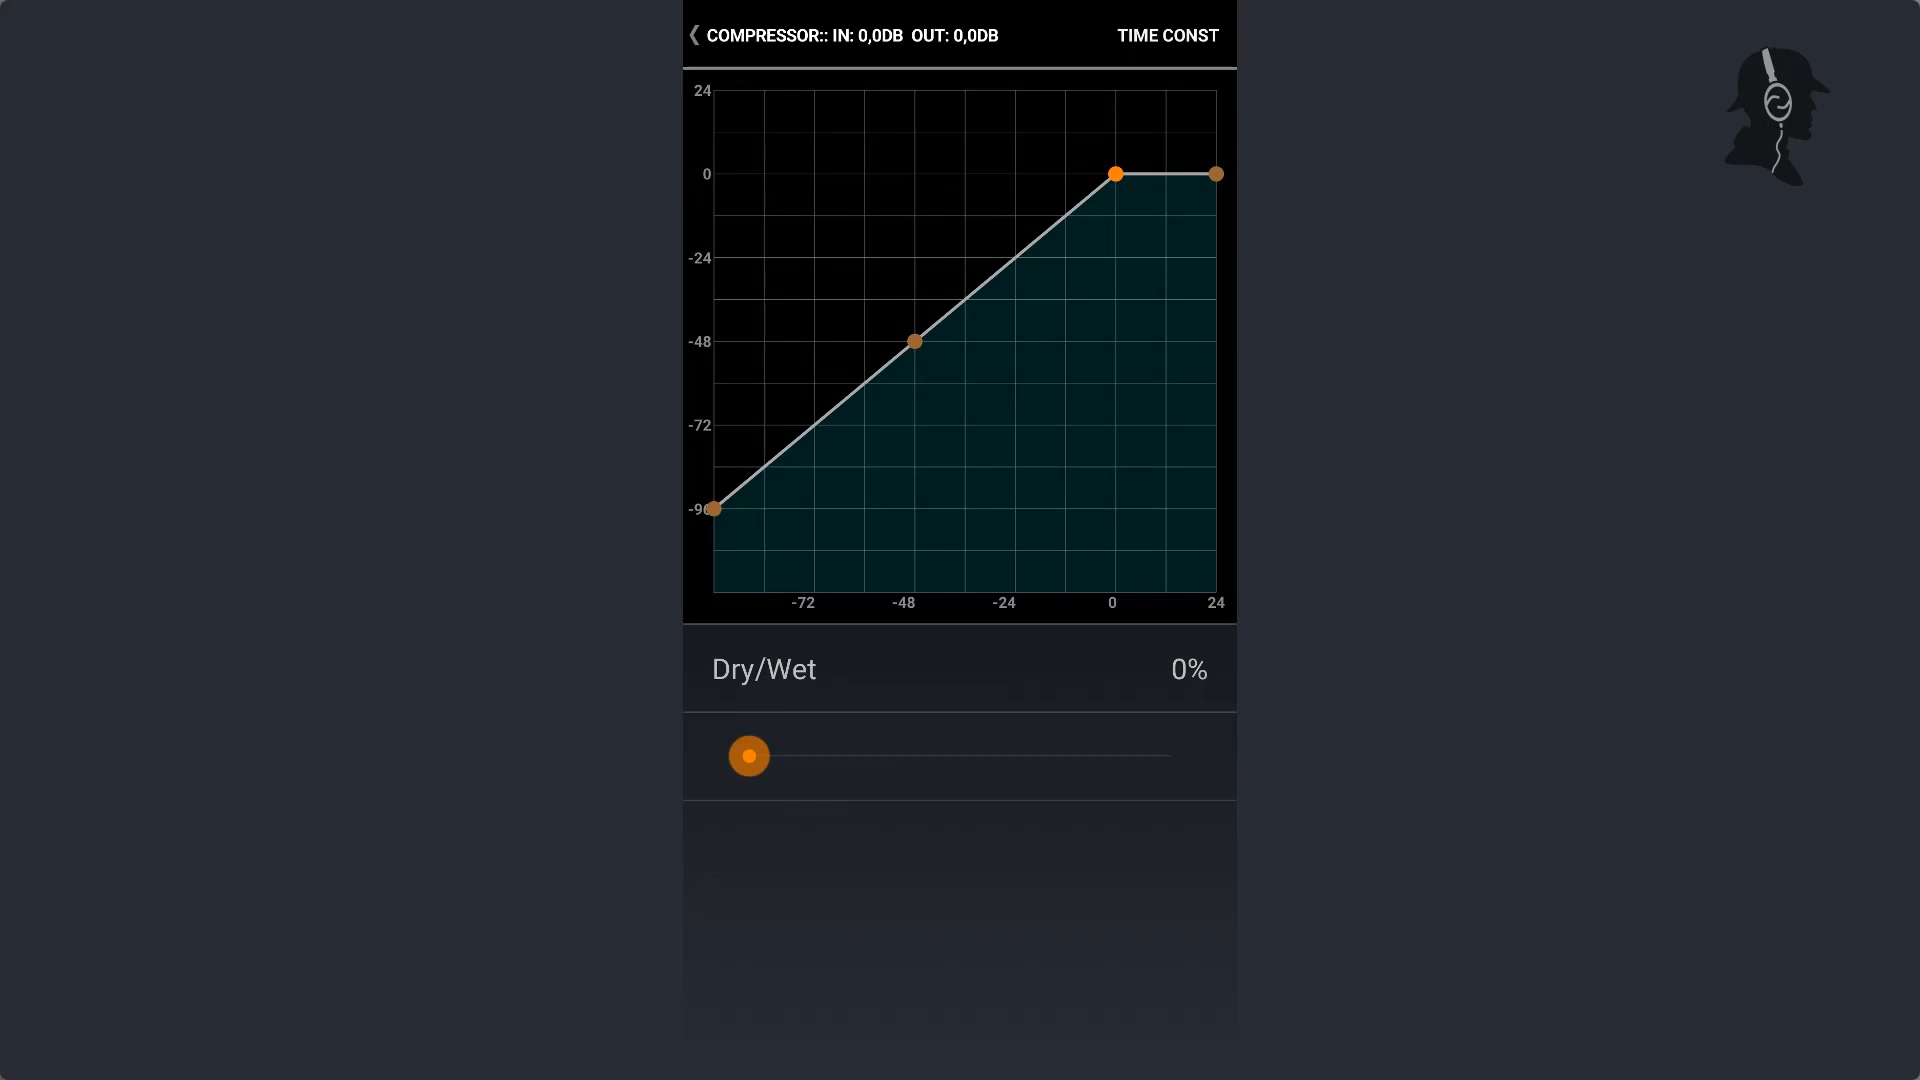 COMPRESSOR:: IN: 0,0DB OUT: 0,0DB TIME CONST
24
0
-24
-48
-72
-96
-72 -48 -24 0 24
Dry/Wet 0%